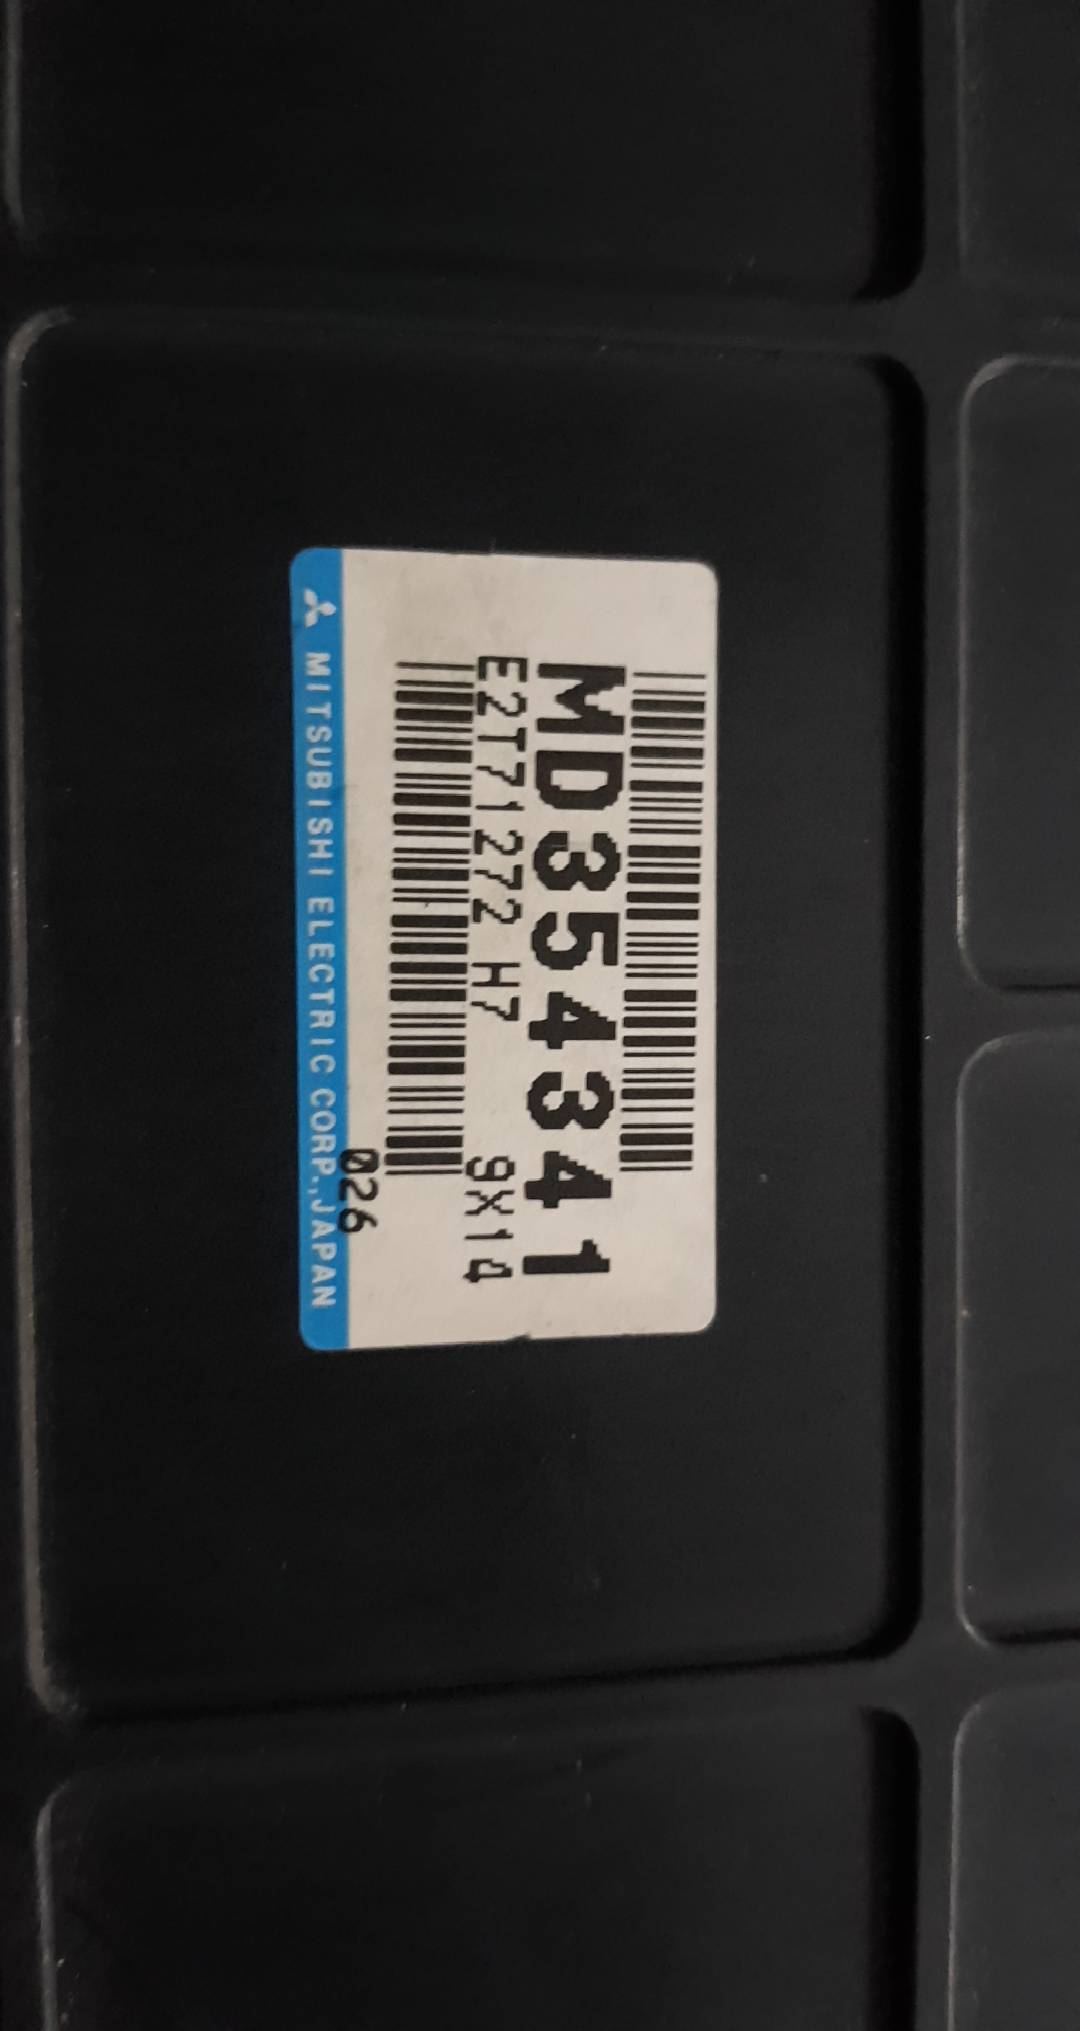 MD354341
E2T71272 H7 9X14
026
MITSUBISHI ELECTRIC CORP.,JAPAN